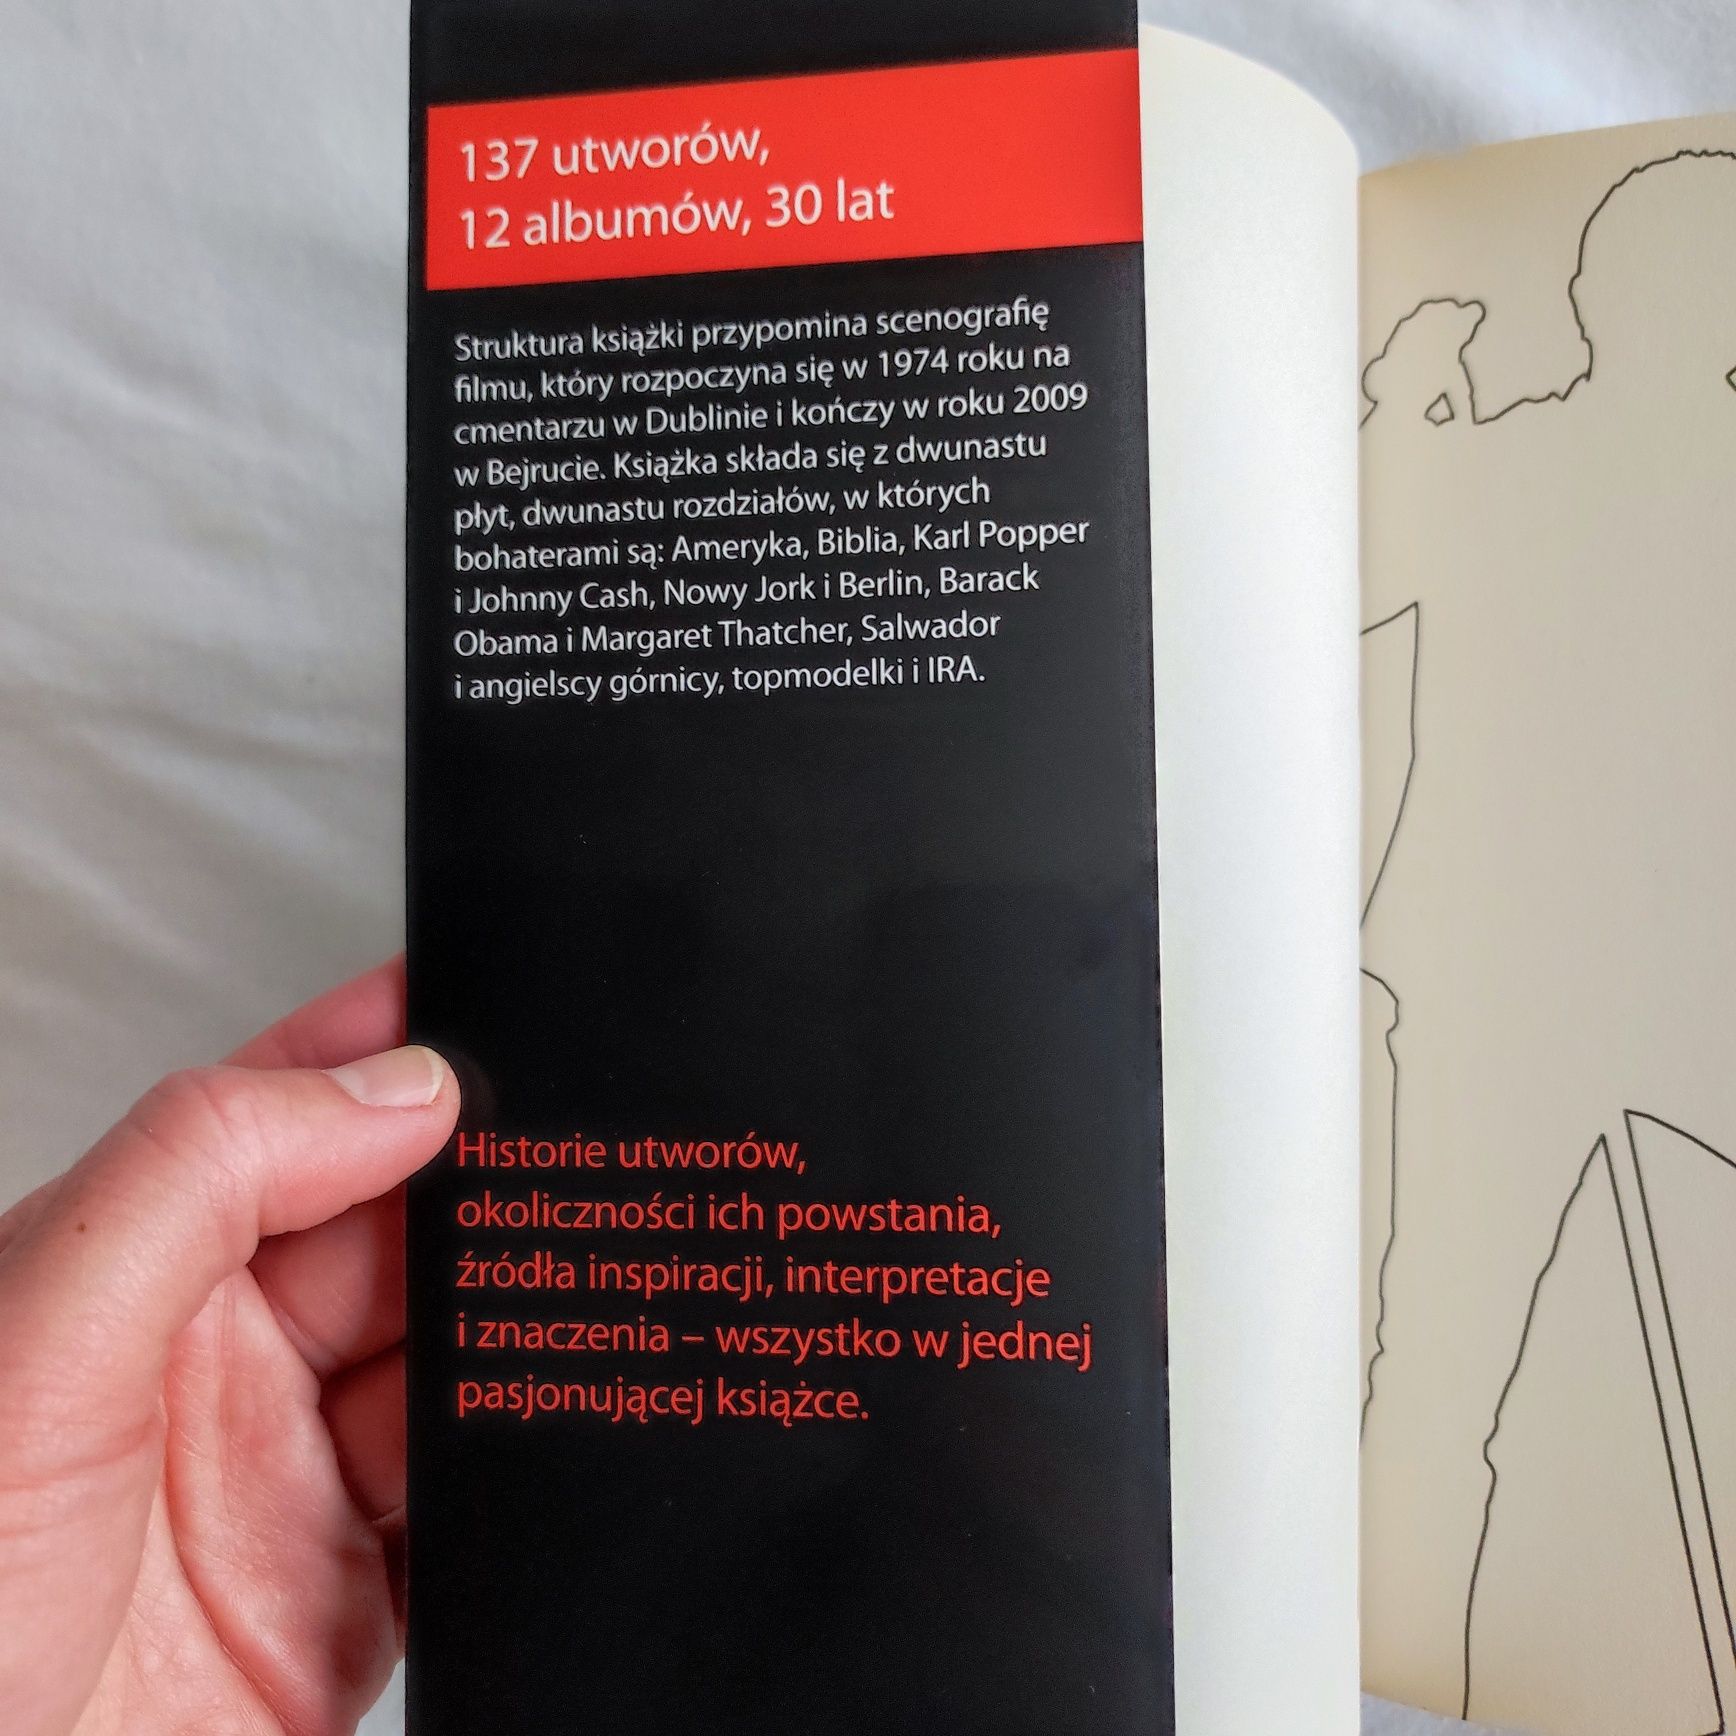 137 utworów,
12 albumów, 30 lat
Struktura książki przypomina scenografię
filmu, który rozpoczyna się w 1974 roku na
cmentarzu w Dublinie i kończy w roku 2009
w Bejrucie. Książka składa się z dwunastu
płyt, dwunastu rozdziałów, w których
bohaterami są: Ameryka, Biblia, Karl Popper
i Johnny Cash, Nowy Jork i Berlin, Barack
Obama i Margaret Thatcher, Salwador
i angielscy górnicy, topmodelki i IRA.
Historie utworów,
okoliczności ich powstania,
źródła inspiracji, interpretacje
i znaczenia – wszystko w jednej
pasjonującej książce.